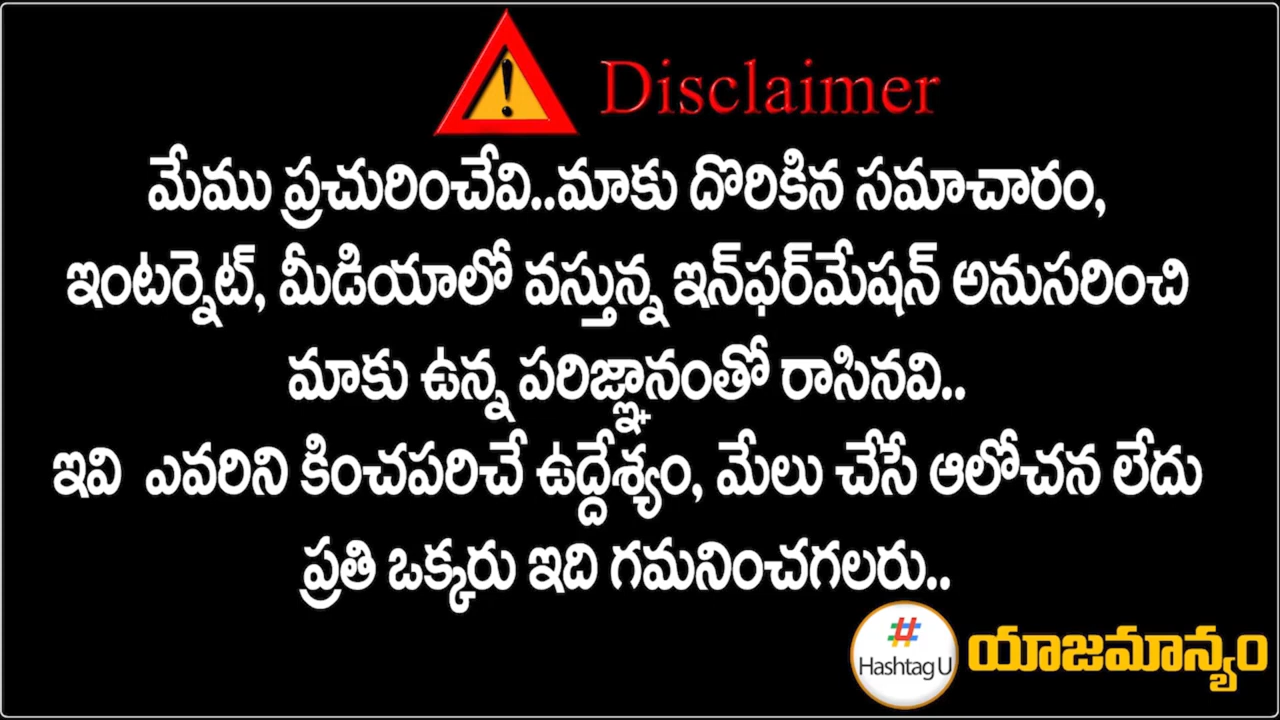 Disclaimer
మేము ప్రచురించేవి..మాకు దొరికిన సమాచారం,
ఇంటర్నెట్, మీడియాలో వస్తున్న ఇన్‌ఫర్‌మేషన్ అనుసరించి
మాకు ఉన్న పరిజ్ఞానంతో రాసినవి..
ఇవి ఎవరిని కించపరిచే ఉద్దేశ్యం, మేలు చేసే ఆలోచన లేదు
ప్రతి ఒక్కరు ఇది గమనించగలరు..
#
Hashtag U
యాజమాన్యం